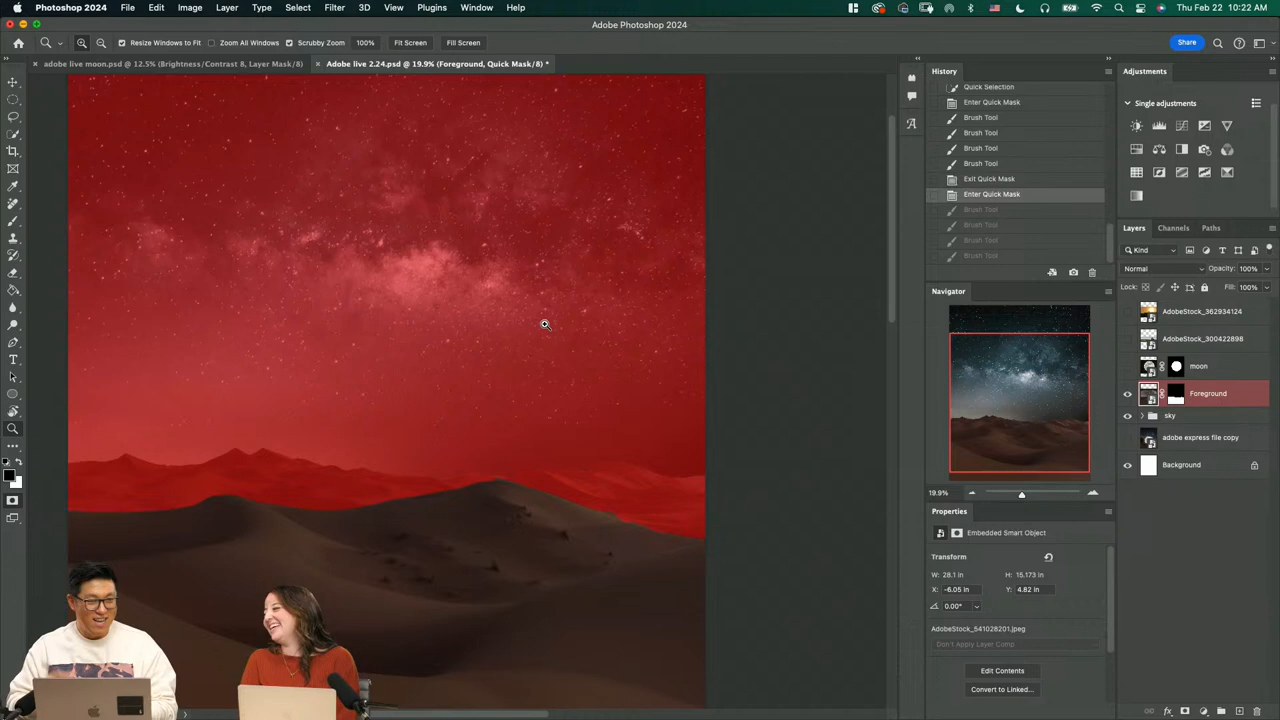 Photoshop 2024 File Edit Image Layer Type Select Filter 3D View Plugins Window Help Thu Feb 22 10:22 AM
Adobe Photoshop 2024
Resize Windows to Fit Zoom All Windows Scrubby Zoom 100% Fit Screen Fill Screen Share
adobe live moon.psd @ 12.5% (Brightness/Contrast 8, Layer Mask/8) Adobe live 2.24.psd @ 19.9% (Foreground, Quick Mask/8) *
History
Quick Selection
Enter Quick Mask
Brush Tool
Brush Tool
Brush Tool
Brush Tool
Exit Quick Mask
Enter Quick Mask
Brush Tool
Brush Tool
Brush Tool
Brush Tool
Navigator
19.9%
Properties
Embedded Smart Object
Transform
W: 28.1 in H: 15.173 in
X: -6.05 in Y: 4.82 in
0.00°
AdobeStock_541028201.jpeg
Don't Apply Layer Comp
Edit Contents
Convert to Linked...
Adjustments
Single adjustments
Layers Channels Paths
Kind
Normal Opacity: 100%
Lock: Fill: 100%
AdobeStock_362934124
AdobeStock_300422898
moon
Foreground
sky
adobe express file copy
Background